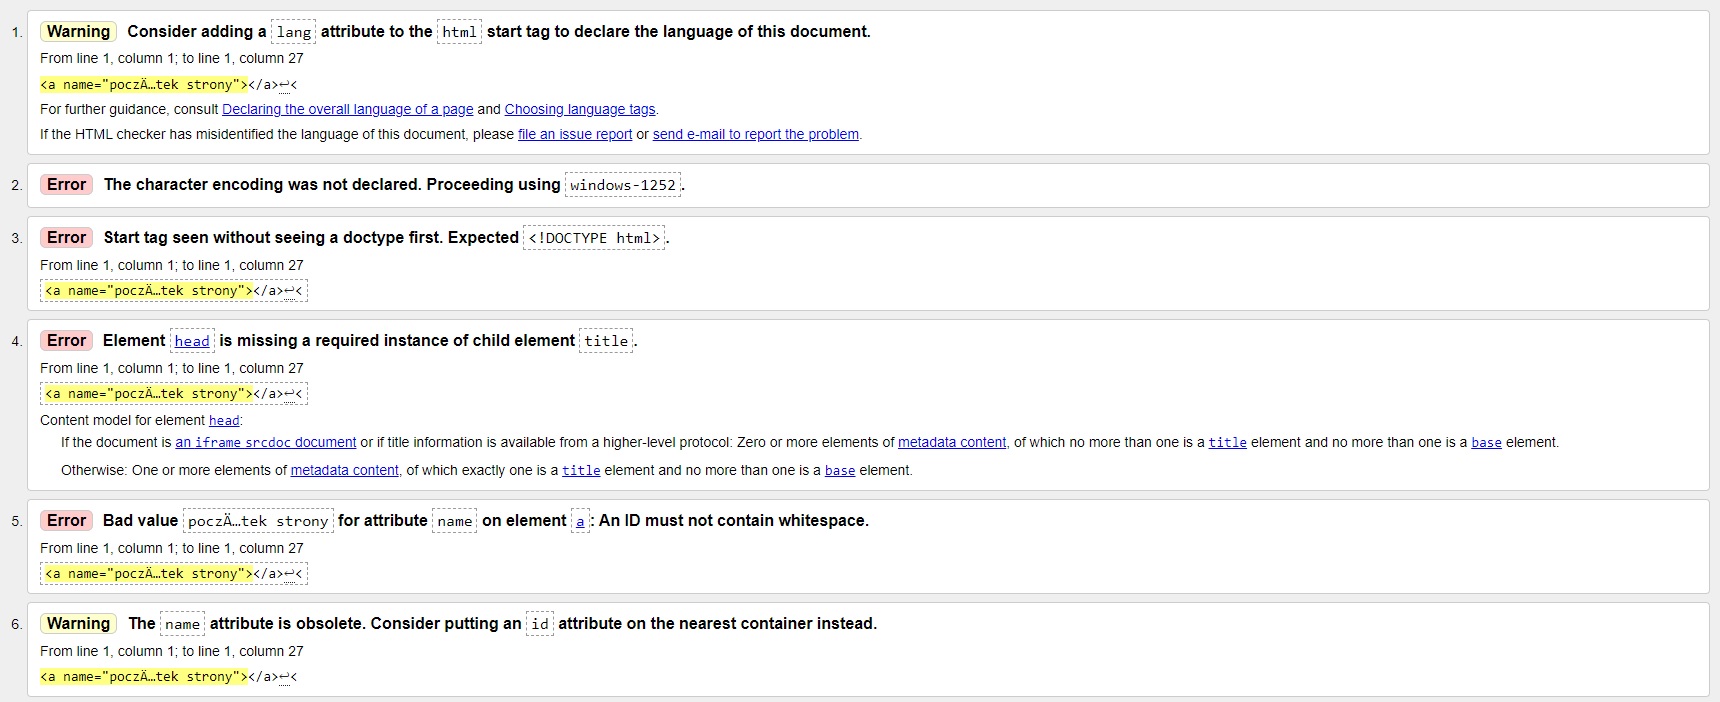 1. Warning Consider adding a lang attribute to the html start tag to declare the language of this document.
From line 1, column 1; to line 1, column 27
<a name="poczÄ…tek strony"></a>↩<
For further guidance, consult Declaring the overall language of a page and Choosing language tags.
If the HTML checker has misidentified the language of this document, please file an issue report or send e-mail to report the problem.
2. Error The character encoding was not declared. Proceeding using windows-1252.
3. Error Start tag seen without seeing a doctype first. Expected <!DOCTYPE html>.
From line 1, column 1; to line 1, column 27
<a name="poczÄ…tek strony"></a>↩<
4. Error Element head is missing a required instance of child element title.
From line 1, column 1; to line 1, column 27
<a name="poczÄ…tek strony"></a>↩<
Content model for element head:
If the document is an iframe srcdoc document or if title information is available from a higher-level protocol: Zero or more elements of metadata content, of which no more than one is a title element and no more than one is a base element.
Otherwise: One or more elements of metadata content, of which exactly one is a title element and no more than one is a base element.
5. Error Bad value poczÄ…tek strony for attribute name on element a: An ID must not contain whitespace.
From line 1, column 1; to line 1, column 27
<a name="poczÄ…tek strony"></a>↩<
6. Warning The name attribute is obsolete. Consider putting an id attribute on the nearest container instead.
From line 1, column 1; to line 1, column 27
<a name="poczÄ…tek strony"></a>↩<